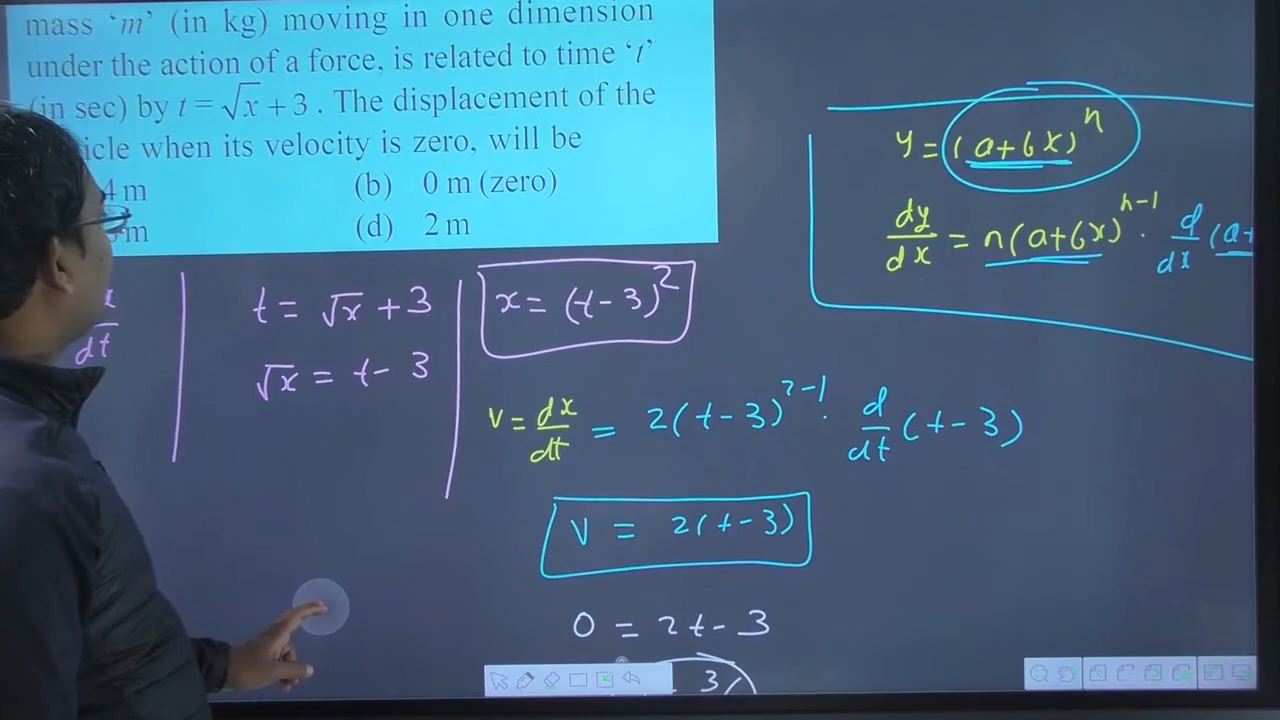 mass ‘m’ (in kg) moving in one dimension
under the action of a force, is related to time ‘t’
(in sec) by t = √x + 3 . The displacement of the
when its velocity is zero, will be
4 m
(b) 0 m (zero)
m
(d) 2 m
y = (a+bx)^n
dy/dx = n(a+bx)^n-1 . d/dx (a+
dt
t = √x + 3
√x = t - 3
x = (t-3)^2
v = dx/dt = 2(t-3)^2-1 . d/dt (t-3)
v = 2(t-3)
0 = 2t-3
3/